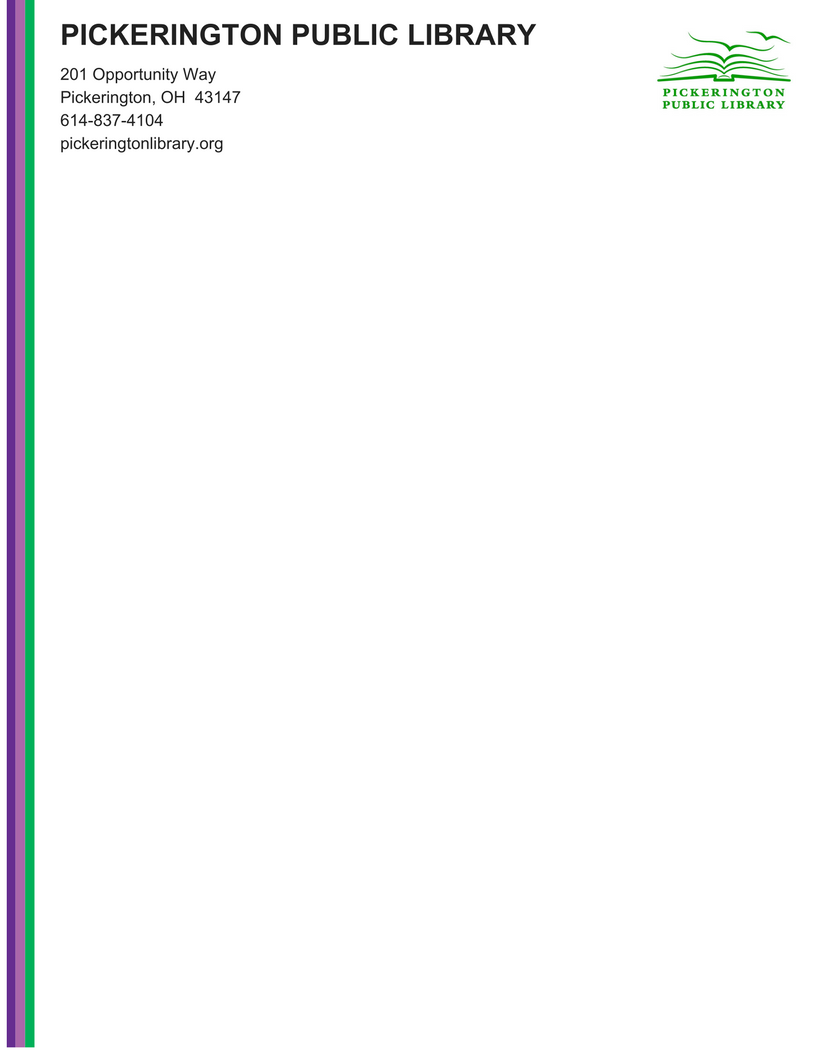 PICKERINGTON PUBLIC LIBRARY
201 Opportunity Way
Pickerington, OH  43147
614-837-4104
pickeringtonlibrary.org
PICKERINGTON
PUBLIC LIBRARY